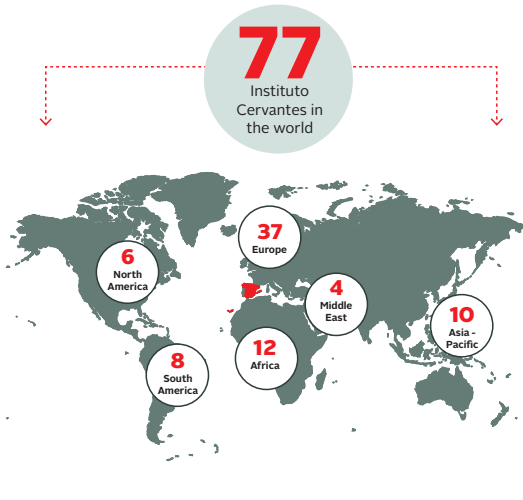 77
Instituto
Cervantes in
the world
37
Europe
6
North
America
4
Middle
East
10
Asia -
Pacific
12
Africa
8
South
America